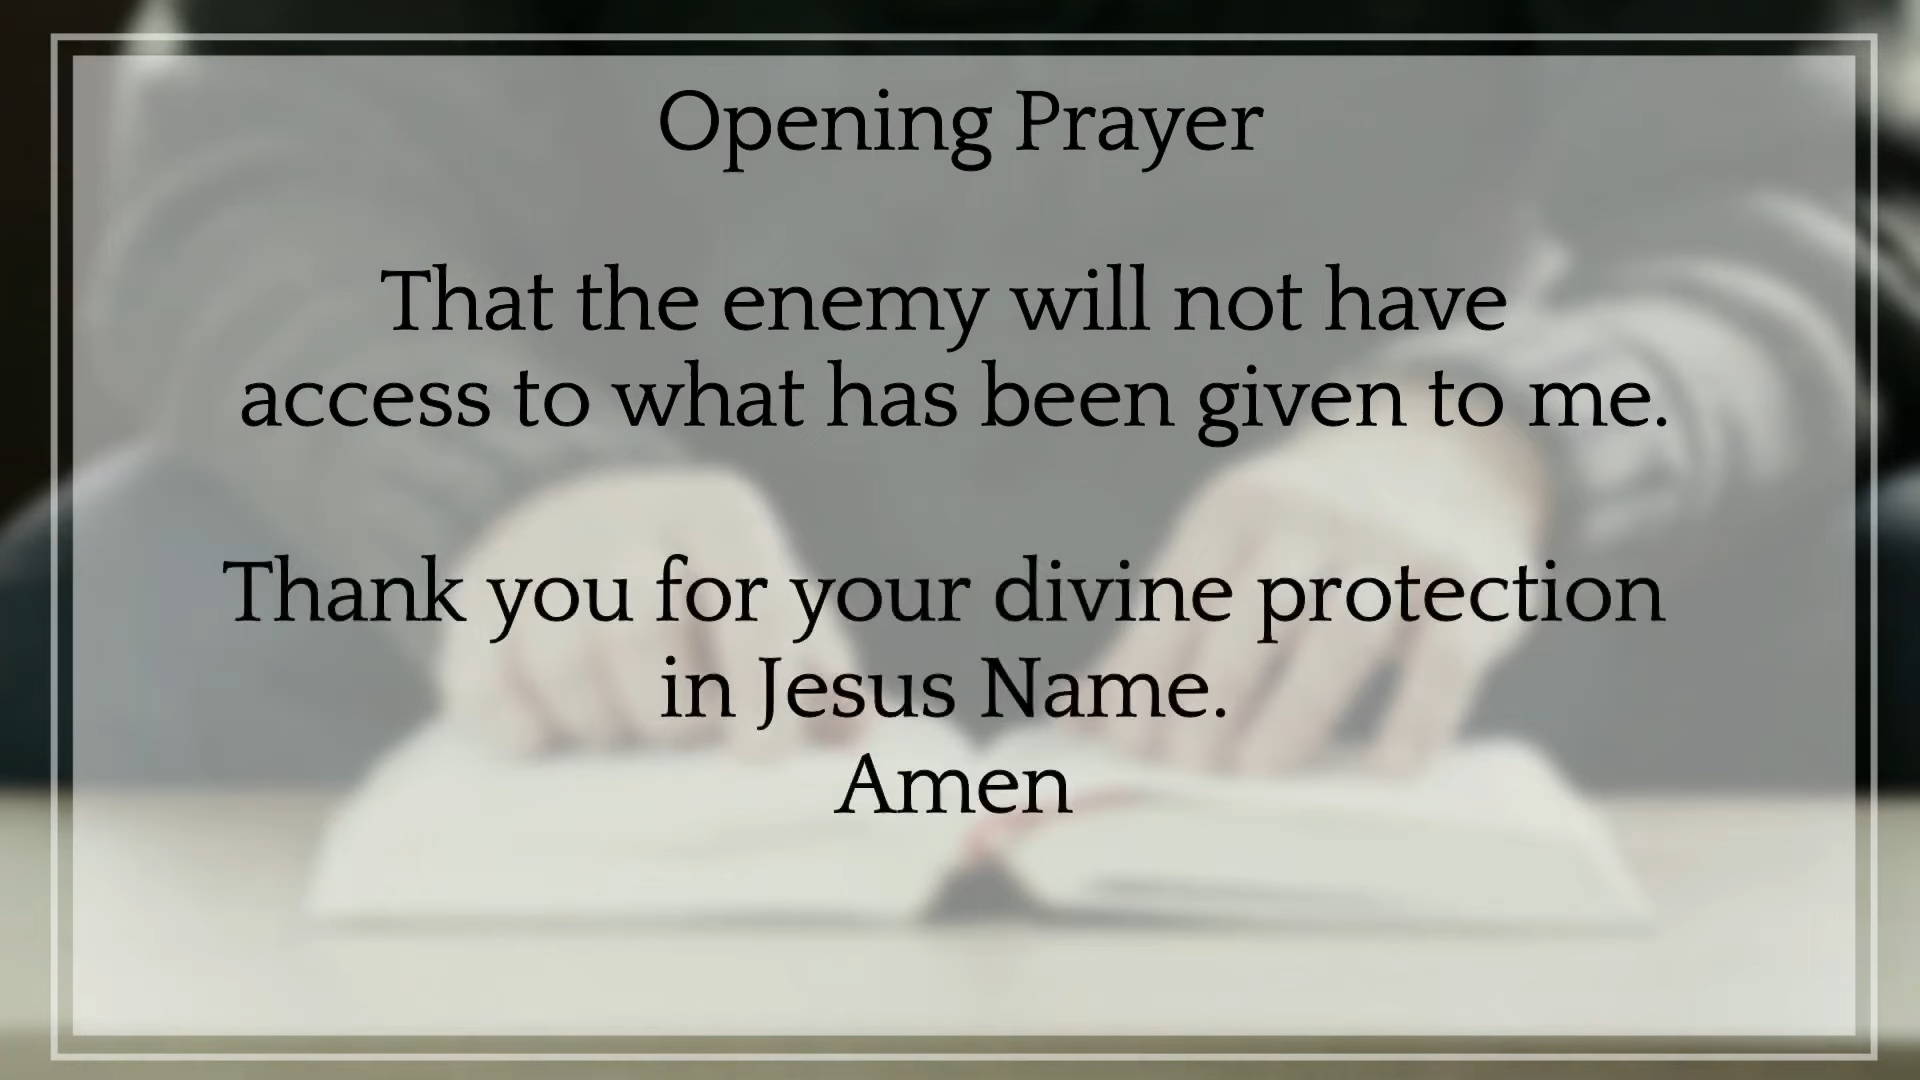 Opening Prayer
That the enemy will not have
access to what has been given to me.
Thank you for your divine protection
in Jesus Name.
Amen